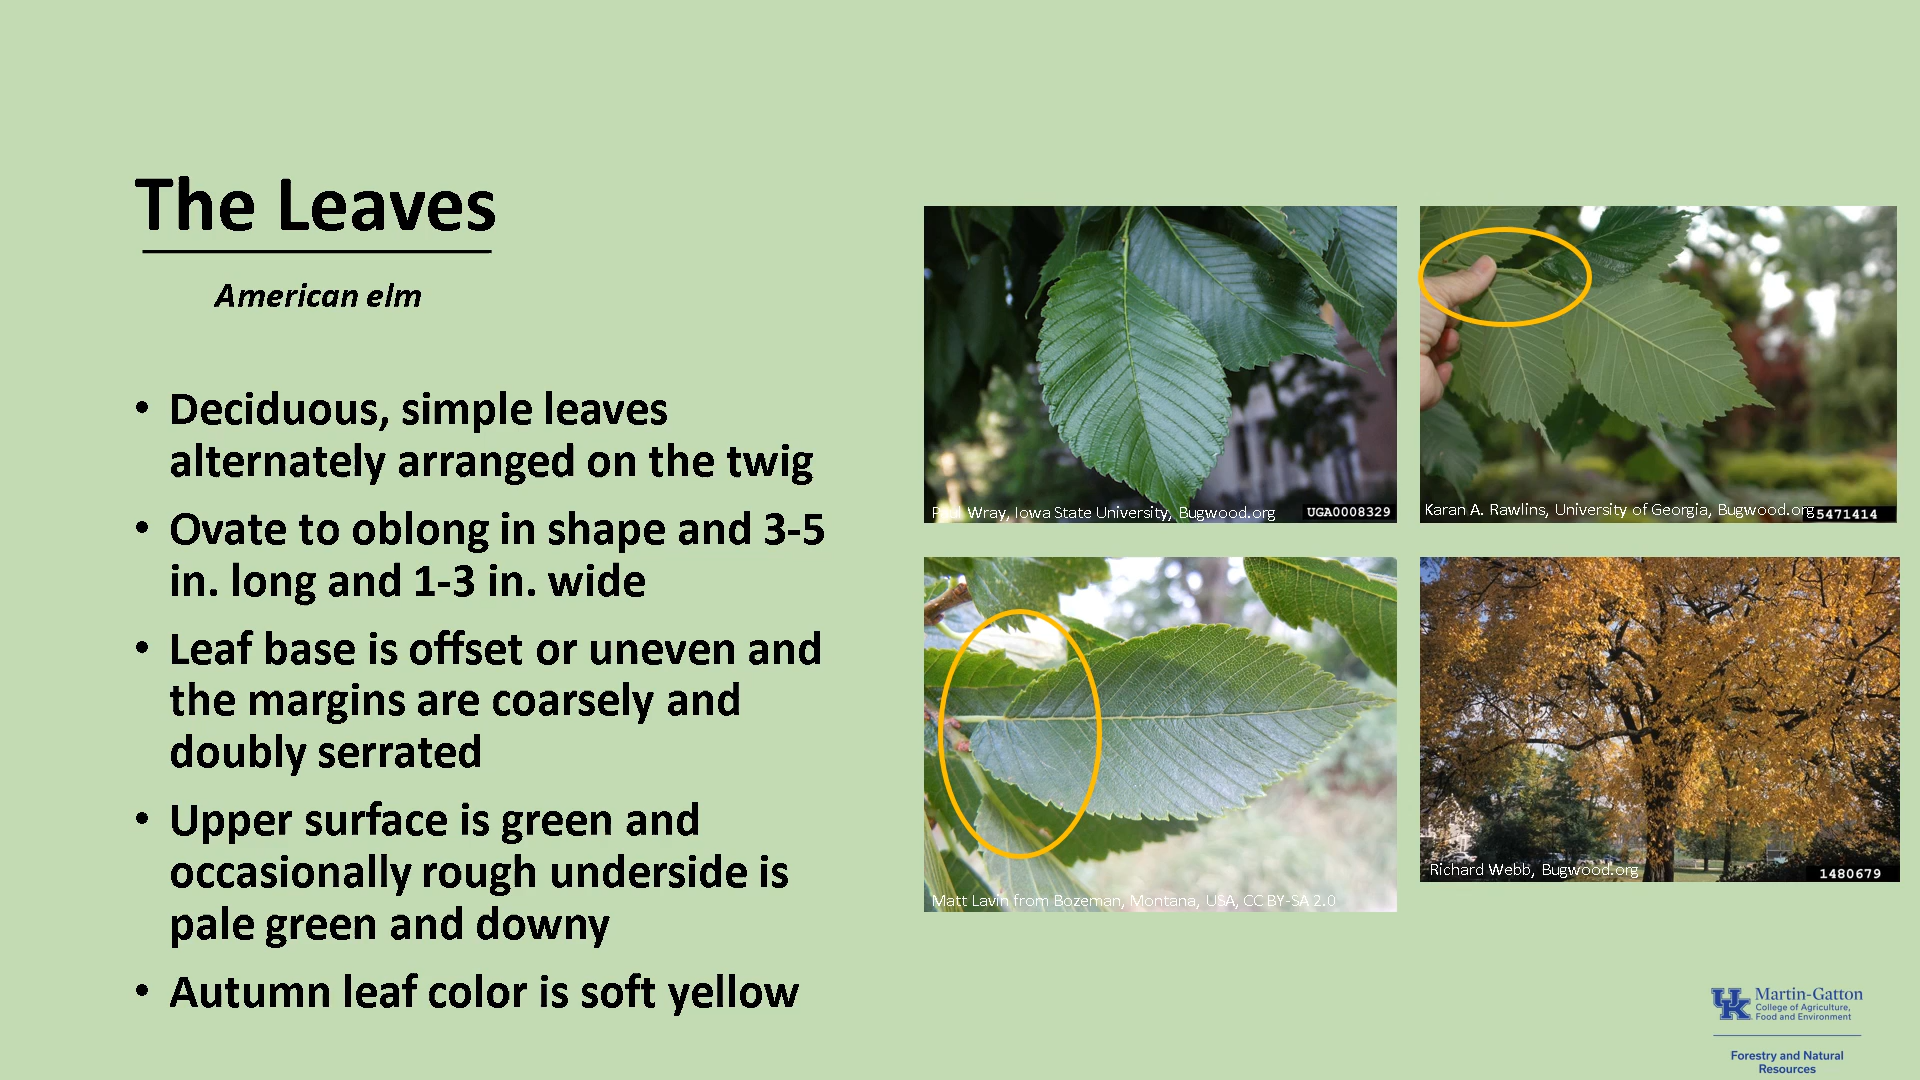 The Leaves
American elm
• Deciduous, simple leaves
alternately arranged on the twig
• Ovate to oblong in shape and 3-5
in. long and 1-3 in. wide
• Leaf base is offset or uneven and
the margins are coarsely and
doubly serrated
• Upper surface is green and
occasionally rough underside is
pale green and downy
• Autumn leaf color is soft yellow
Paul Wray, Iowa State University, Bugwood.org
UGA0008329
Karan A. Rawlins, University of Georgia, Bugwood.org
5471414
Matt Lavin from Bozeman, Montana, USA, CC BY-SA 2.0
Richard Webb, Bugwood.org
1480679
UK Martin-Gatton
College of Agriculture,
Food and Environment
Forestry and Natural
Resources